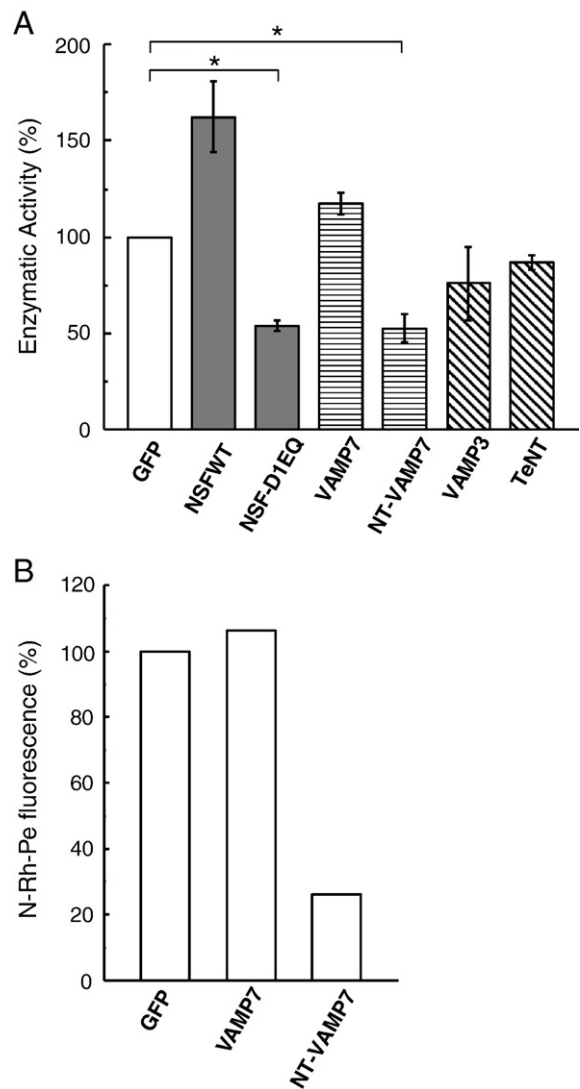 A
*
*
200
150
100
50
0
Enzymatic Activity (%)
GFP
NSFWT
NSF-D1EQ
VAMP7
NT-VAMP7
VAMP3
TeNT
B
120
100
80
60
40
20
0
N-Rh-Pe fluorescence (%)
GFP
VAMP7
NT-VAMP7